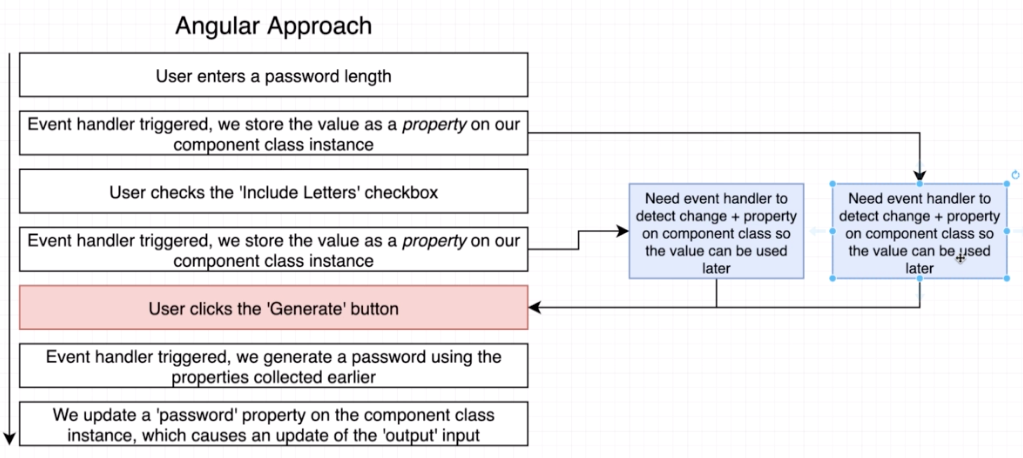 Angular Approach
User enters a password length
Event handler triggered, we store the value as a property on our
component class instance
User checks the 'Include Letters' checkbox
Event handler triggered, we store the value as a property on our
component class instance
User clicks the 'Generate' button
Event handler triggered, we generate a password using the
properties collected earlier
We update a 'password' property on the component class
instance, which causes an update of the 'output' input
Need event handler to
detect change + property
on component class so
the value can be used
later
Need event handler to
detect change + property
on component class so
the value can be used
later